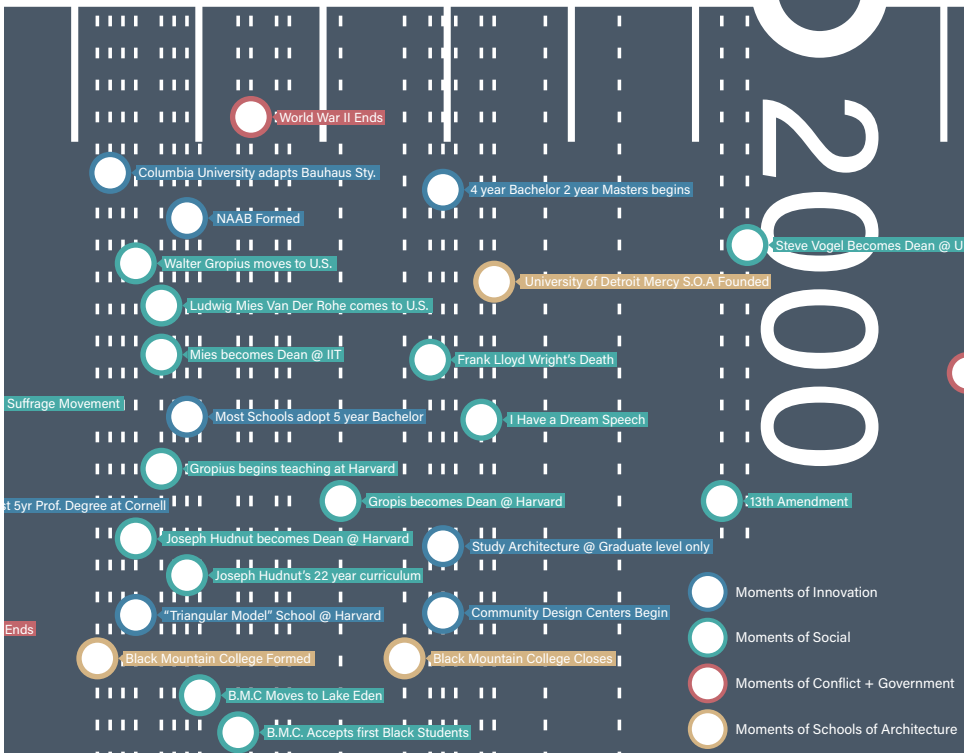 World War II Ends
Columbia University adapts Bauhaus Sty.
4 year Bachelor 2 year Masters begins
NAAB Formed
2000
Steve Vogel Becomes Dean @ U
Walter Gropius moves to U.S.
University of Detroit Mercy S.O.A Founded
Ludwig Mies Van Der Rohe comes to U.S.
Mies becomes Dean @ IIT
Frank Lloyd Wright's Death
Suffrage Movement
Most Schools adopt 5 year Bachelor
I Have a Dream Speech
Gropius begins teaching at Harvard
st 5yr Prof. Degree at Cornell
Gropis becomes Dean @ Harvard
13th Amendment
Joseph Hudnut becomes Dean @ Harvard
Study Architecture @ Graduate level only
Joseph Hudnut's 22 year curriculum
Moments of Innovation
"Triangular Model" School @ Harvard
Community Design Centers Begin
Ends
Moments of Social
Black Mountain College Formed
Black Mountain College Closes
Moments of Conflict + Government
B.M.C Moves to Lake Eden
B.M.C. Accepts first Black Students
Moments of Schools of Architecture